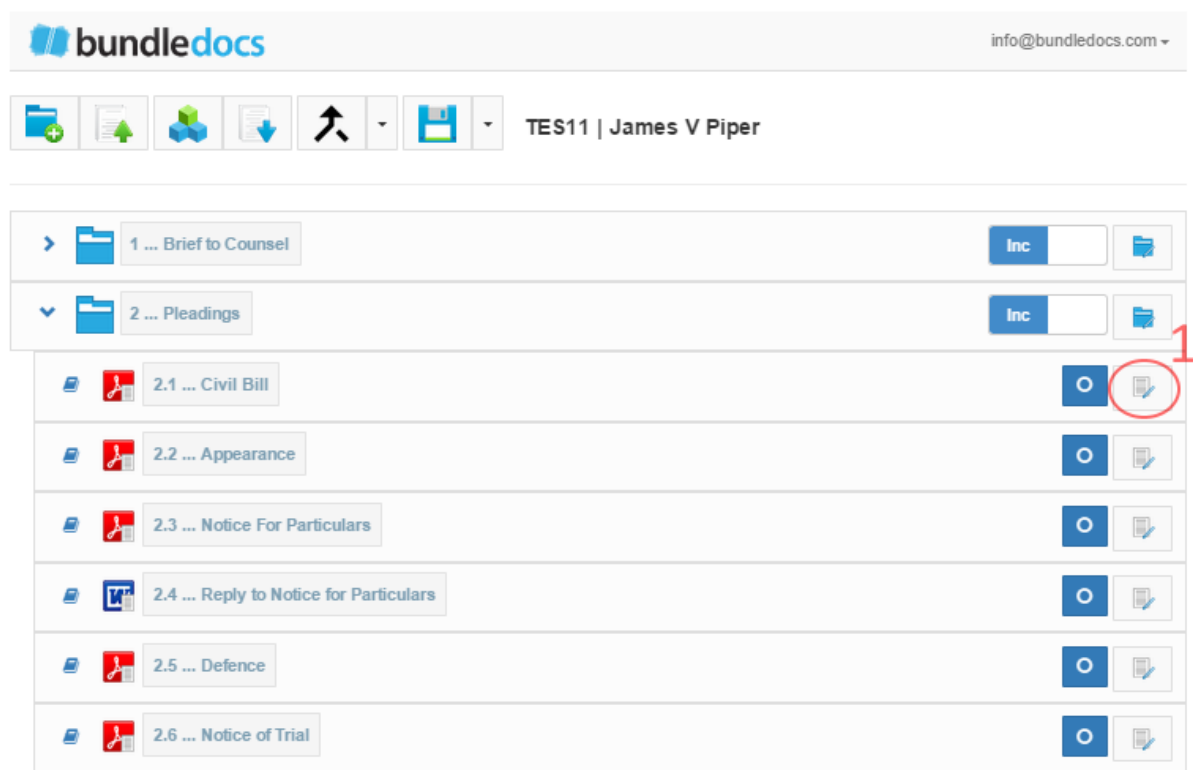 bundledocs
info@bundledocs.com
TES11 | James V Piper
1 ... Brief to Counsel
Inc
2 ... Pleadings
Inc
1
2.1 ... Civil Bill
O
2.2 ... Appearance
O
2.3 ... Notice For Particulars
O
W
2.4 ... Reply to Notice for Particulars
O
2.5 ... Defence
O
2.6 ... Notice of Trial
O